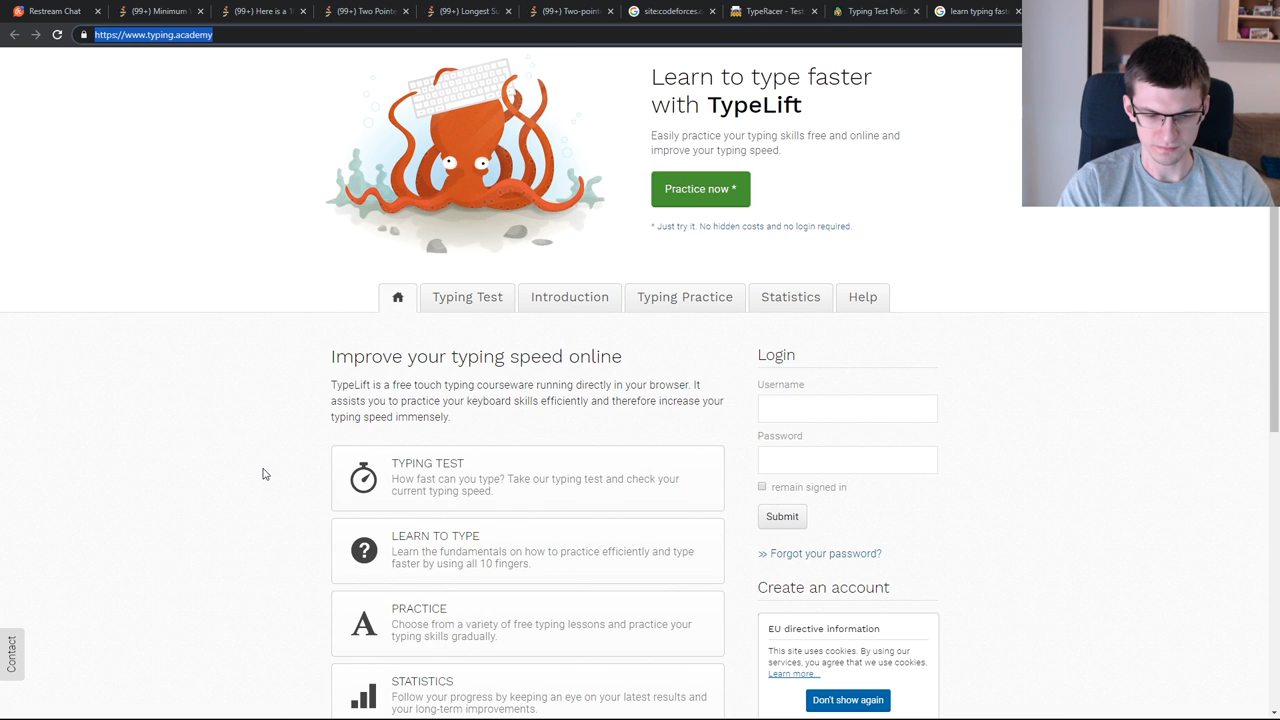 Restream Chat
(99+) Minimum
(99+) Here is a
(99+) Two Point
(99+) Longest Su
(99+) Two-point
sitecodeforces.c
TypeRacer - Test
Typing Test Polis
learn typing fast
https://www.typing.academy
Learn to type faster
with TypeLift
Easily practice your typing skills free and online and
improve your typing speed.
Practice now *
* Just try it. No hidden costs and no login required.
Typing Test
Introduction
Typing Practice
Statistics
Help
Improve your typing speed online
TypeLift is a free touch typing courseware running directly in your browser. It
assists you to practice your keyboard skills efficiently and therefore increase your
typing speed immensely.
TYPING TEST
How fast can you type? Take our typing test and check your
current typing speed.
LEARN TO TYPE
Learn the fundamentals on how to practice efficiently and type
faster by using all 10 fingers.
PRACTICE
Choose from a variety of free typing lessons and practice your
typing skills gradually.
STATISTICS
Follow your progress by keeping an eye on your latest results and
your long-term improvements.
Login
Username
Password
remain signed in
Submit
>> Forgot your password?
Create an account
EU directive information
This site uses cookies. By using our
services, you agree that we use cookies.
Learn more...
Don't show again
Contact